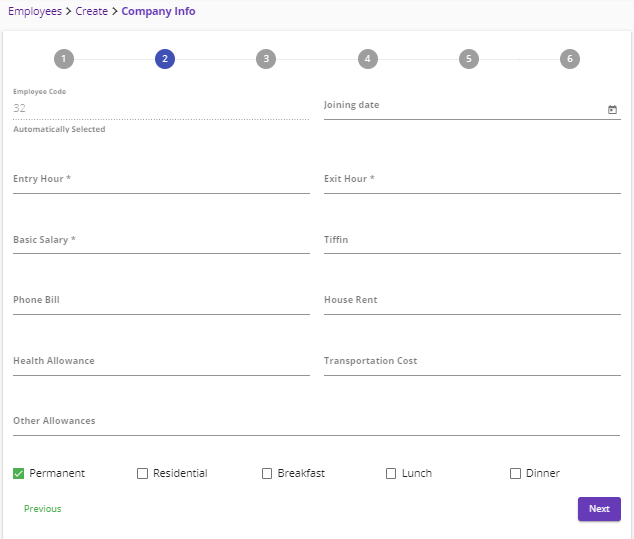 Employees > Create > Company Info
1 2 3 4 5 6
Employee Code
32
Joining date
Automatically Selected
Entry Hour * Exit Hour *
Basic Salary * Tiffin
Phone Bill House Rent
Health Allowance Transportation Cost
Other Allowances
Permanent Residential Breakfast Lunch Dinner
Previous Next